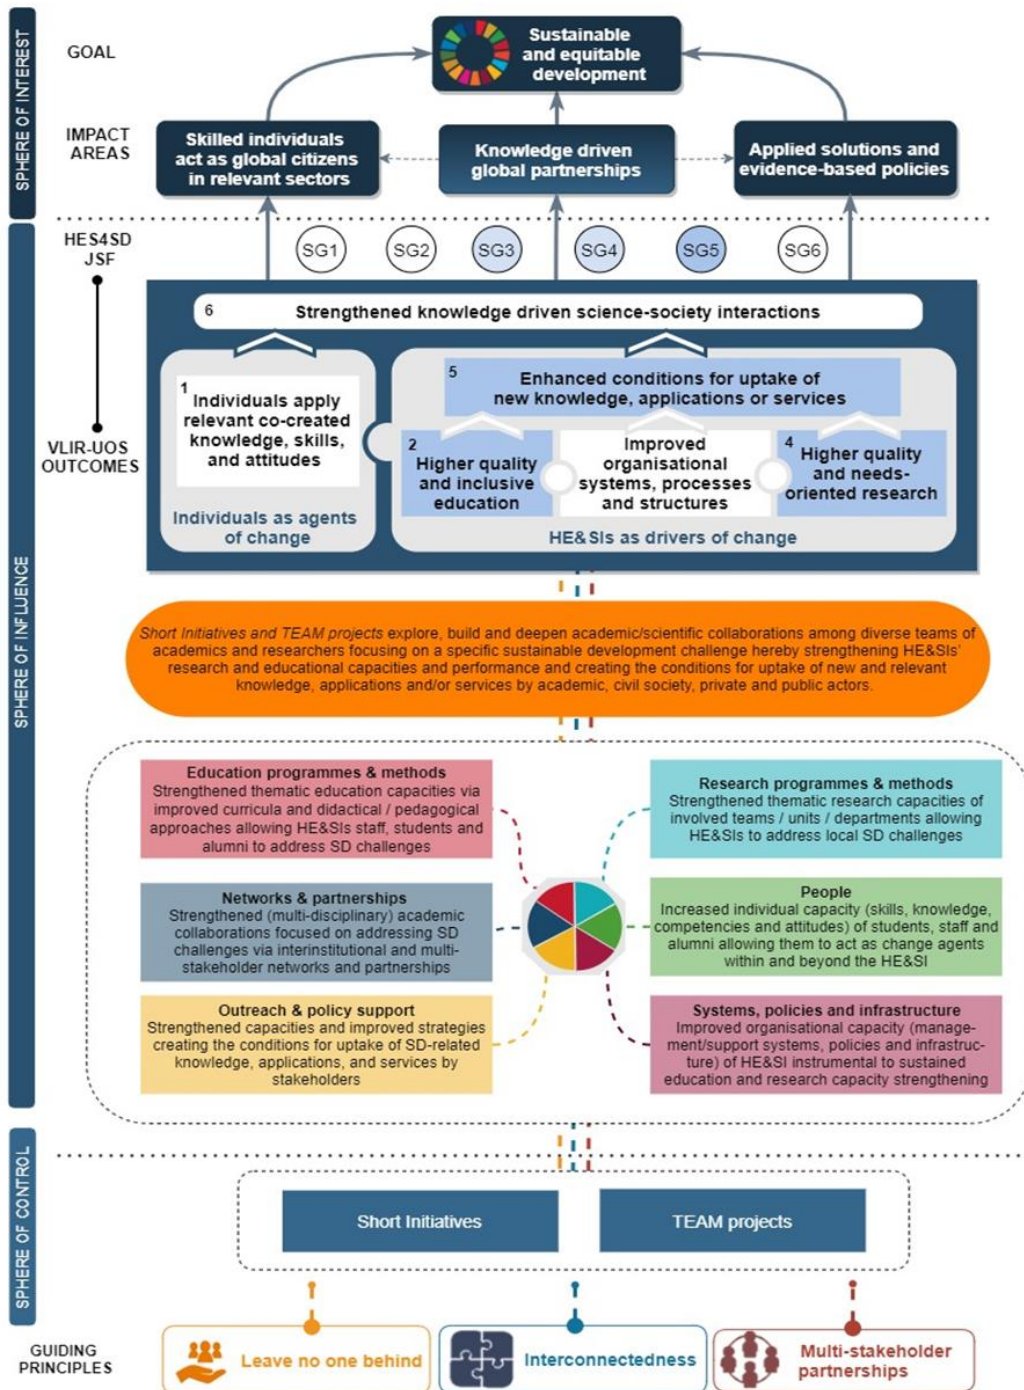 SPHERE OF INTEREST
GOAL
Sustainable
and equitable
development
IMPACT
AREAS
Skilled individuals
act as global citizens
in relevant sectors
Knowledge driven
global partnerships
Applied solutions and
evidence-based policies
SPHERE OF INFLUENCE
HES4SD
JSF
SG1
SG2
SG3
SG4
SG5
SG6
VLIR-UOS
OUTCOMES
6
Strengthened knowledge driven science-society interactions
1
Individuals apply
relevant co-created
knowledge, skills,
and attitudes
Individuals as agents
of change
5
Enhanced conditions for uptake of
new knowledge, applications or services
2
Higher quality
and inclusive
education
Improved
organisational
systems, processes
and structures
4
Higher quality
and needs-
oriented research
HE&SIs as drivers of change
Short Initiatives and TEAM projects explore, build and deepen academic/scientific collaborations among diverse teams of
academics and researchers focusing on a specific sustainable development challenge hereby strengthening HE&SIs'
research and educational capacities and performance and creating the conditions for uptake of new and relevant
knowledge, applications and/or services by academic, civil society, private and public actors.
Education programmes & methods
Strengthened thematic education capacities via
improved curricula and didactical / pedagogical
approaches allowing HE&SIs staff, students and
alumni to address SD challenges
Research programmes & methods
Strengthened thematic research capacities of
involved teams / units / departments allowing
HE&SIs to address local SD challenges
Networks & partnerships
Strengthened (multi-disciplinary) academic
collaborations focused on addressing SD
challenges via interinstitutional and multi-
stakeholder networks and partnerships
People
Increased individual capacity (skills, knowledge,
competencies and attitudes) of students, staff and
alumni allowing them to act as change agents
within and beyond the HE&SI
Outreach & policy support
Strengthened capacities and improved strategies
creating the conditions for uptake of SD-related
knowledge, applications, and services by
stakeholders
Systems, policies and infrastructure
Improved organisational capacity (manage-
ment/support systems, policies and infrastruc-
ture) of HE&SI instrumental to sustained
education and research capacity strengthening
SPHERE OF CONTROL
Short Initiatives
TEAM projects
GUIDING
PRINCIPLES
Leave no one behind
Interconnectedness
Multi-stakeholder
partnerships